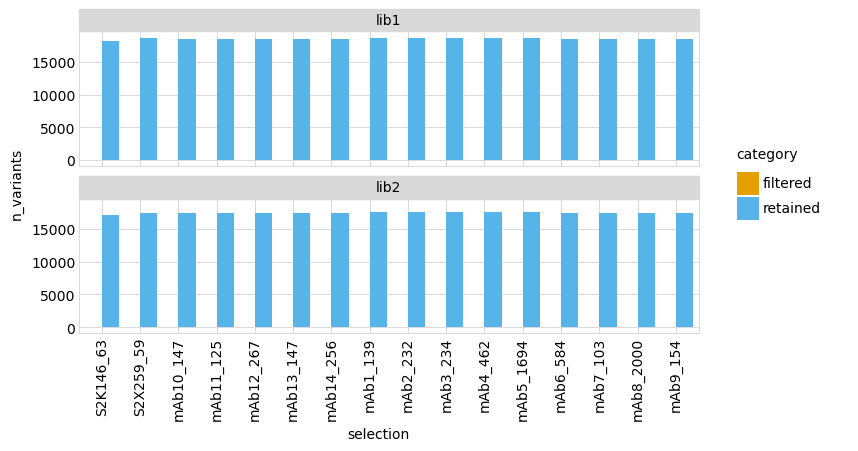 lib1
15000
10000
5000
0
lib2
15000
10000
5000
0
n_variants
S2K146_63
S2X259_59
mAb10_147
mAb11_125
mAb12_267
mAb13_147
mAb14_256
mAb1_139
mAb2_232
mAb3_234
mAb4_462
mAb5_1694
mAb6_584
mAb7_103
mAb8_2000
mAb9_154
selection
category
filtered
retained